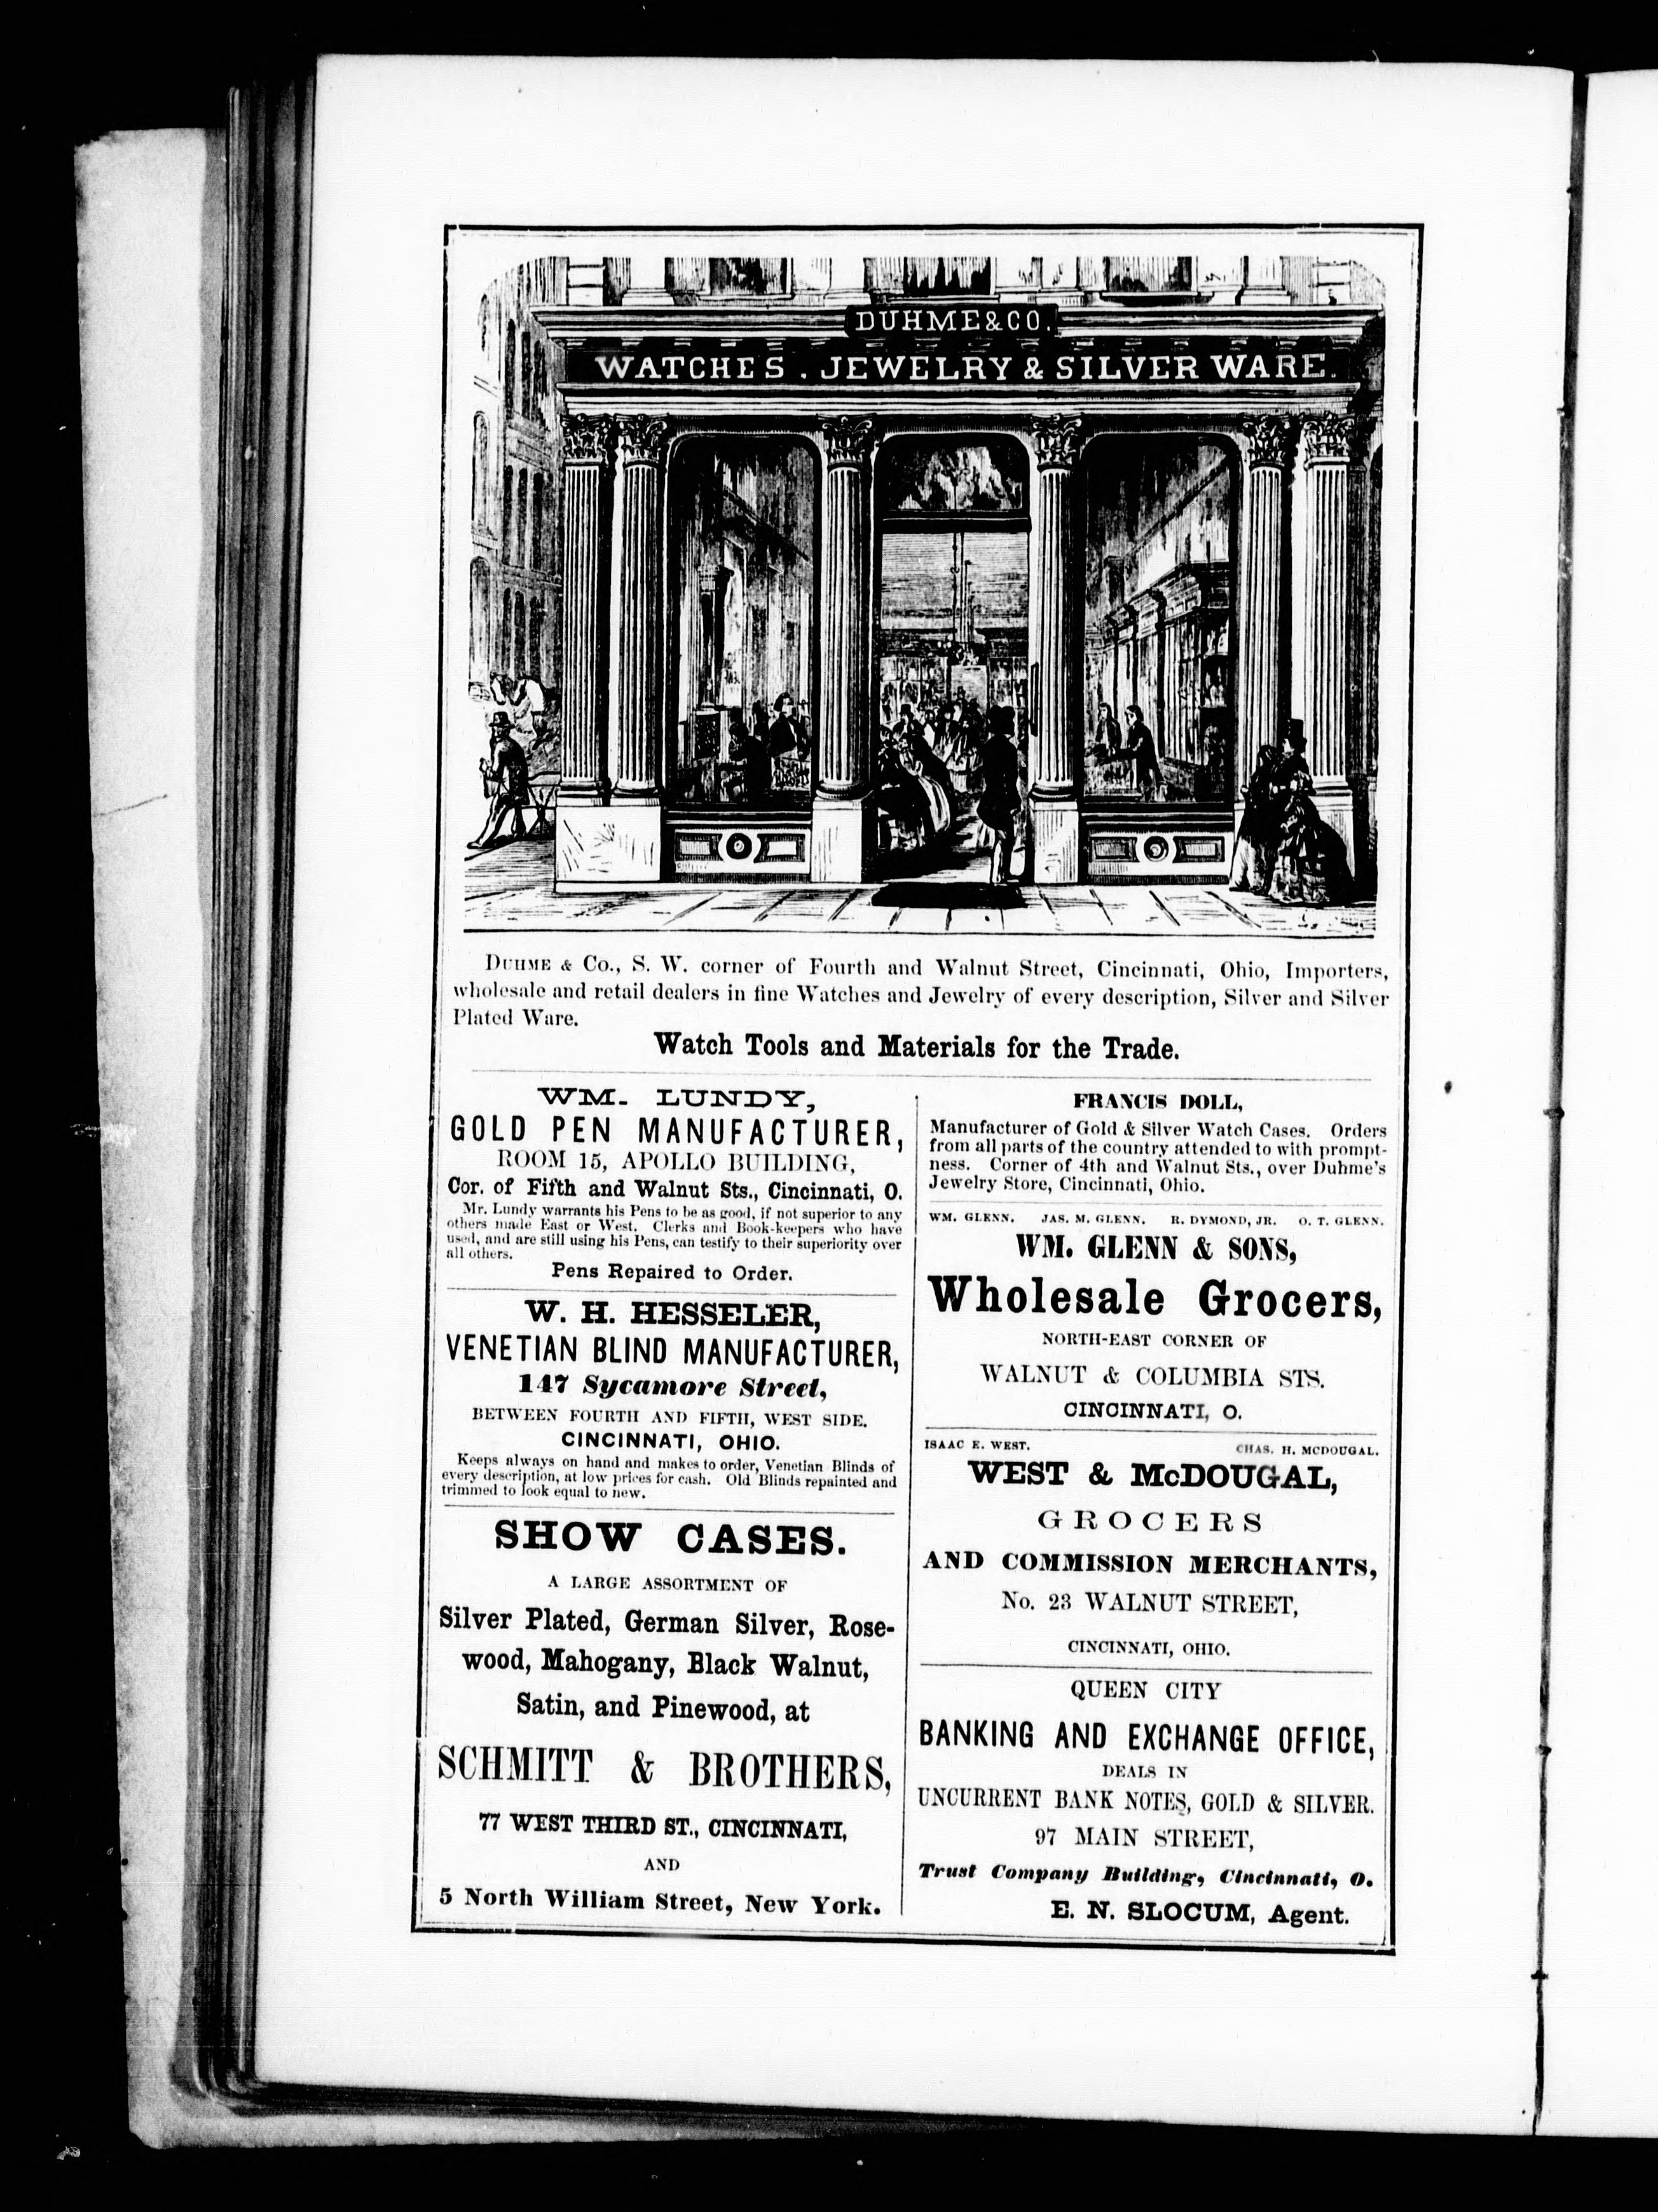 DUHME & CO.
WATCHES. JEWELRY & SILVER WARE.
DUHME & Co., S. W. corner of Fourth and Walnut Street, Cincinnati, Ohio, Importers,
wholesale and retail dealers in fine Watches and Jewelry of every description, Silver and Silver
Plated Ware.
Watch Tools and Materials for the Trade.
WM. LUNDY,
GOLD PEN MANUFACTURER,
ROOM 15, APOLLO BUILDING,
Cor. of Fifth and Walnut Sts., Cincinnati, O.
Mr. Lundy warrants his Pens to be as good, if not superior to any
others made East or West. Clerks and Book-keepers who have
used, and are still using his Pens, can testify to their superiority over
all others.
Pens Repaired to Order.
W. H. HESSELER,
VENETIAN BLIND MANUFACTURER,
147 Sycamore Street,
BETWEEN FOURTH AND FIFTH, WEST SIDE.
CINCINNATI, OHIO.
Keeps always on hand and makes to order, Venetian Blinds of
every description, at low prices for cash. Old Blinds repainted and
trimmed to look equal to new.
SHOW CASES.
A LARGE ASSORTMENT OF
Silver Plated, German Silver, Rose-
wood, Mahogany, Black Walnut,
Satin, and Pinewood, at
SCHMITT & BROTHERS,
77 WEST THIRD ST., CINCINNATI,
AND
5 North William Street, New York.
FRANCIS DOLL,
Manufacturer of Gold & Silver Watch Cases. Orders
from all parts of the country attended to with prompt-
ness. Corner of 4th and Walnut Sts., over Duhme's
Jewelry Store, Cincinnati, Ohio.
WM. GLENN. JAS. M. GLENN. R. DYMOND, JR. O. T. GLENN.
WM. GLENN & SONS,
Wholesale Grocers,
NORTH-EAST CORNER OF
WALNUT & COLUMBIA STS.
CINCINNATI, O.
ISAAC E. WEST. CHAS. H. MCDOUGAL.
WEST & McDOUGAL,
GROCERS
AND COMMISSION MERCHANTS,
No. 23 WALNUT STREET,
CINCINNATI, OHIO.
QUEEN CITY
BANKING AND EXCHANGE OFFICE,
DEALS IN
UNCURRENT BANK NOTES, GOLD & SILVER.
97 MAIN STREET,
Trust Company Building, Cincinnati, O.
E. N. SLOCUM, Agent.